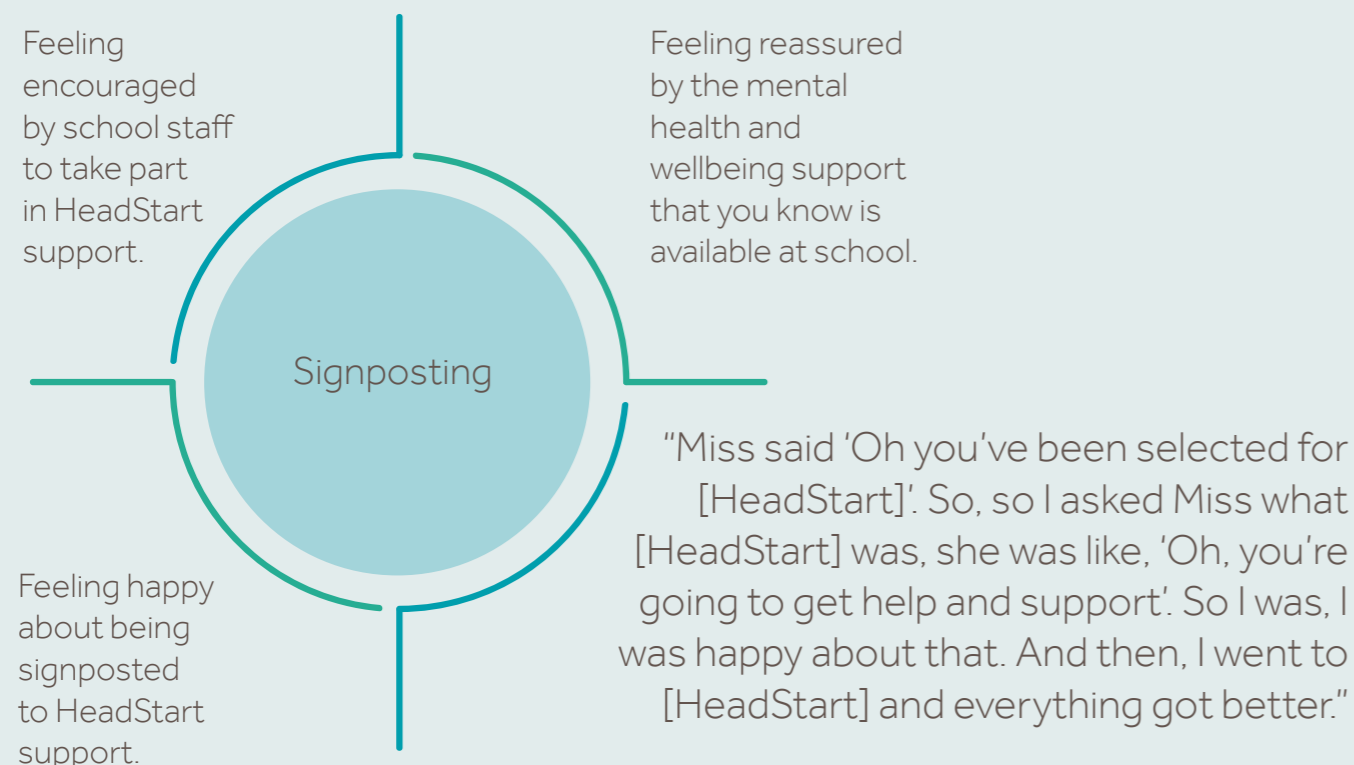 Feeling
encouraged
by school staff
to take part
in HeadStart
support.
Feeling reassured
by the mental
health and
wellbeing support
that you know is
available at school.
Signposting
Feeling happy
about being
signposted
to HeadStart
support.
"Miss said 'Oh you've been selected for
[HeadStart]'. So, so I asked Miss what
[HeadStart] was, she was like, 'Oh, you're
going to get help and support'. So I was, I
was happy about that. And then, I went to
[HeadStart] and everything got better."